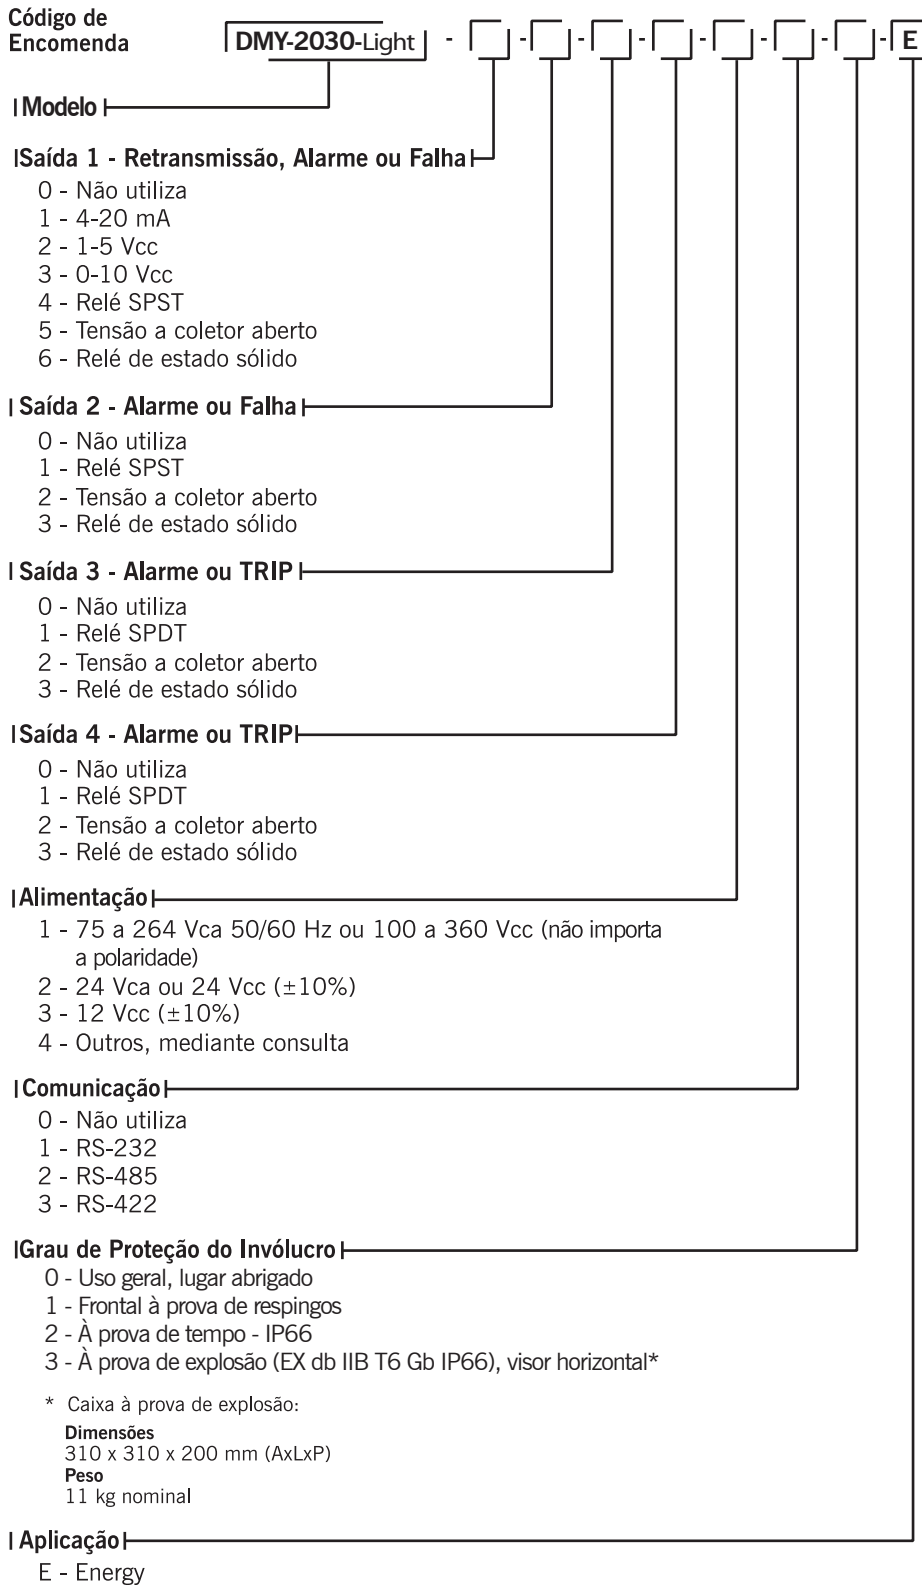 Código de
Encomenda
DMY-2030-Light - - - - - - - - E
Modelo
Saída 1 - Retransmissão, Alarme ou Falha
0 - Não utiliza
1 - 4-20 mA
2 - 1-5 Vcc
3 - 0-10 Vcc
4 - Relé SPST
5 - Tensão a coletor aberto
6 - Relé de estado sólido
Saída 2 - Alarme ou Falha
0 - Não utiliza
1 - Relé SPST
2 - Tensão a coletor aberto
3 - Relé de estado sólido
Saída 3 - Alarme ou TRIP
0 - Não utiliza
1 - Relé SPDT
2 - Tensão a coletor aberto
3 - Relé de estado sólido
Saída 4 - Alarme ou TRIP
0 - Não utiliza
1 - Relé SPDT
2 - Tensão a coletor aberto
3 - Relé de estado sólido
Alimentação
1 - 75 a 264 Vca 50/60 Hz ou 100 a 360 Vcc (não importa
a polaridade)
2 - 24 Vca ou 24 Vcc (±10%)
3 - 12 Vcc (±10%)
4 - Outros, mediante consulta
Comunicação
0 - Não utiliza
1 - RS-232
2 - RS-485
3 - RS-422
Grau de Proteção do Invólucro
0 - Uso geral, lugar abrigado
1 - Frontal à prova de respingos
2 - À prova de tempo - IP66
3 - À prova de explosão (EX db IIB T6 Gb IP66), visor horizontal*
* Caixa à prova de explosão:
Dimensões
310 x 310 x 200 mm (AxLxP)
Peso
11 kg nominal
Aplicação
E - Energy